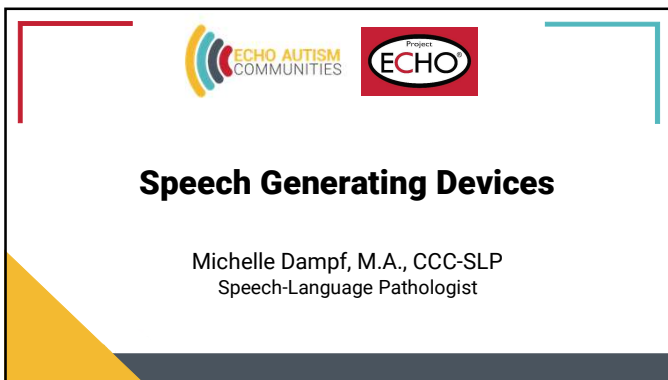 ECHO AUTISM
COMMUNITIES
Project
ECHO®
Speech Generating Devices
Michelle Dampf, M.A., CCC-SLP
Speech-Language Pathologist